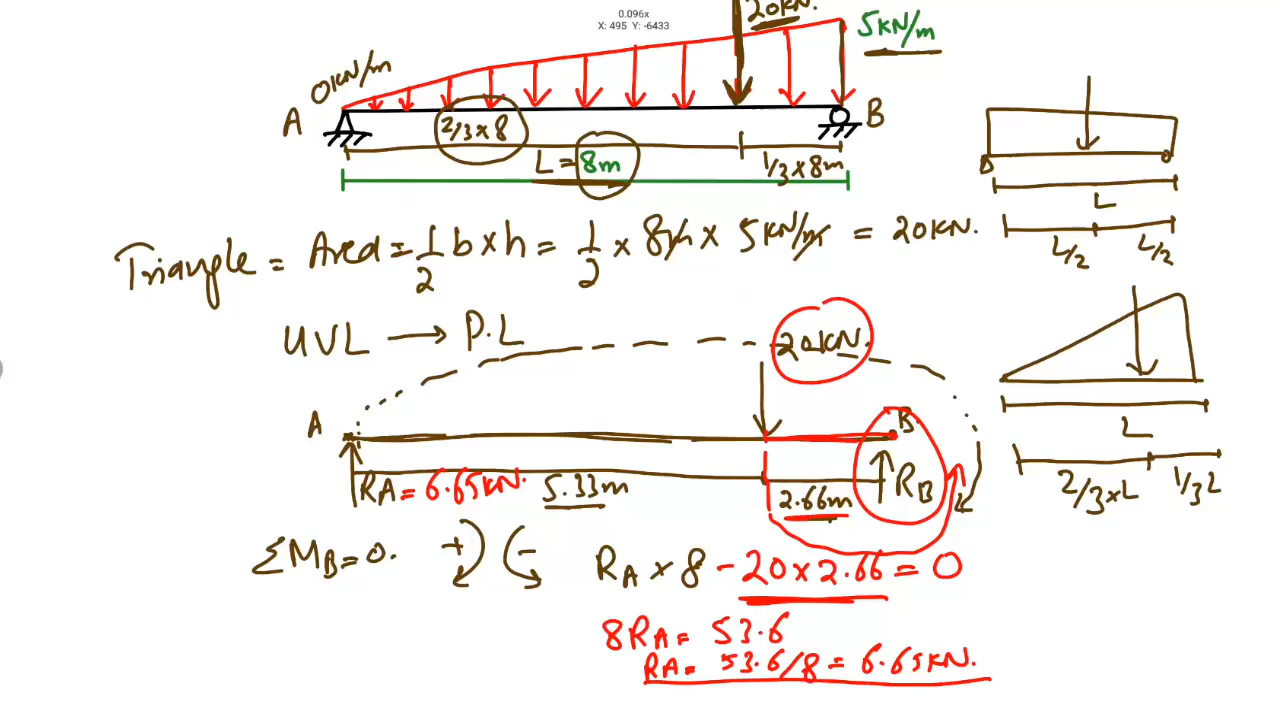 0.096x
X: 495 Y: -6433
20KN.
5KN/m
0KN/m
A
B
2/3×8
L = 8m
1/3×8m
L
L/2
L/2
Triangle = Area = 1/2 b×h = 1/2 × 8m × 5KN/m = 20KN.
UVL → P.L
20KN.
A
B
RA = 6.65KN.
5.33m
2.66m
RB
L
2/3×L
1/3L
ΣMB=0.
+
-
RA×8 - 20×2.66 = 0
8RA = 53.6
RA = 53.6/8 = 6.65KN.